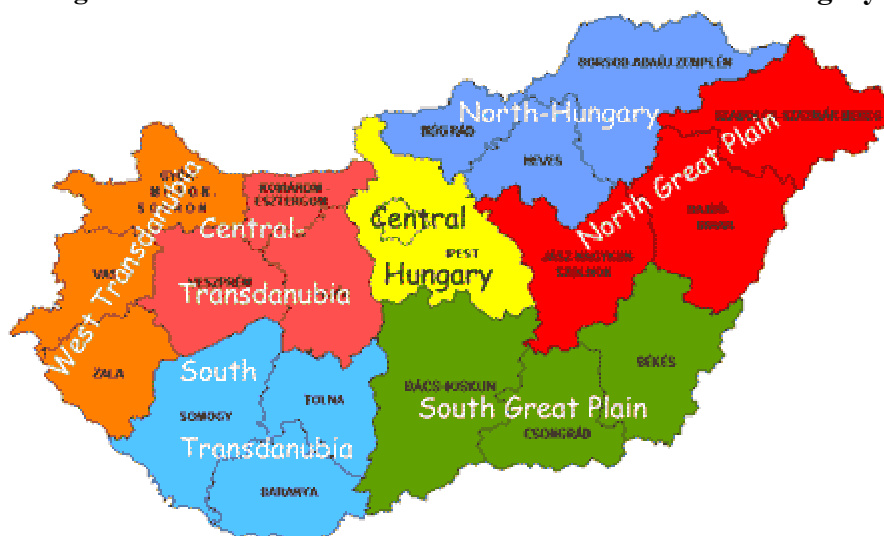 BORSOD-ABAÚJ-ZEMPLÉN
North-Hungary
NÓGRÁD
HEVES
North Great Plain
GYŐR-
MOSON-
SOPRON
KOMÁROM-
ESZTERGOM
Central-
Transdanubia
VAS
VESZPRÉM
West Transdanubia
ZALA
Central
PEST
Hungary
JÁSZ-NAGYKUN-
SZOLNOK
South
SOMOGY
TOLNA
Transdanubia
BARANYA
BÁCS-KISKUN
South Great Plain
CSONGRÁD
BÉKÉS